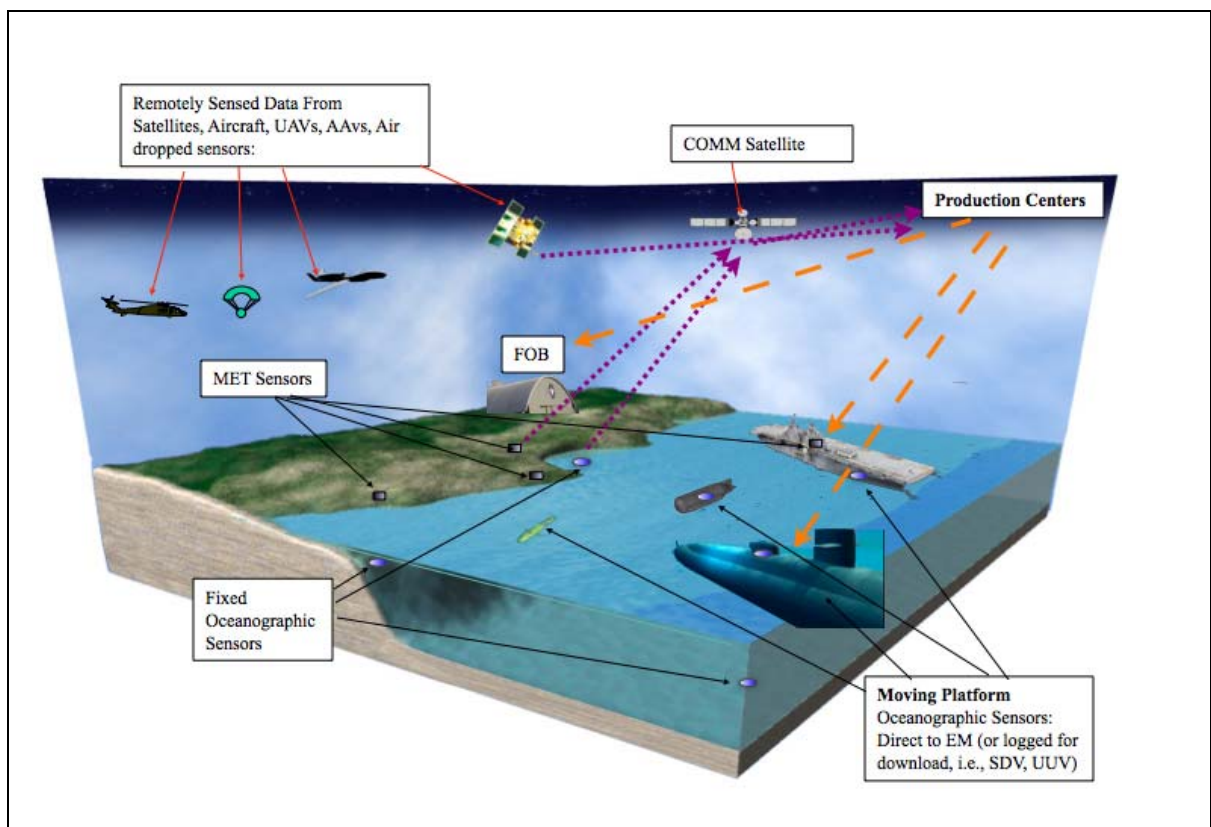 Remotely Sensed Data From
Satellites, Aircraft, UAVs, AAvs, Air
dropped sensors:
COMM Satellite
Production Centers
FOB
MET Sensors
Fixed
Oceanographic
Sensors
Moving Platform
Oceanographic Sensors:
Direct to EM (or logged for
download, i.e., SDV, UUV)